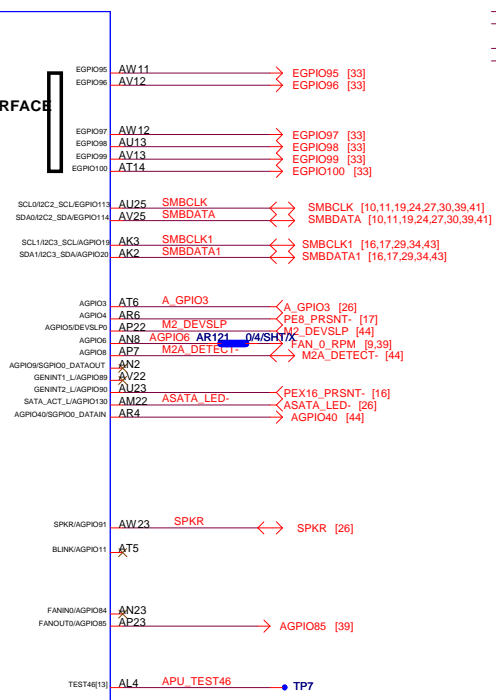 EGPIO95 AW11 EGPIO95 [33]
EGPIO96 AV12 EGPIO96 [33]
RFACE
EGPIO97 AW12 EGPIO97 [33]
EGPIO98 AU13 EGPIO98 [33]
EGPIO99 AV13 EGPIO99 [33]
EGPIO100 AT14 EGPIO100 [33]
SCL0/I2C2_SCL/EGPIO113 AU25 SMBCLK SMBCLK [10,11,19,24,27,30,39,41]
SDA0/I2C2_SDA/EGPIO114 AV25 SMBDATA SMBDATA [10,11,19,24,27,30,39,41]
SCL1/I2C3_SCL/AGPIO19 AK3 SMBCLK1 SMBCLK1 [16,17,29,34,43]
SDA1/I2C3_SDA/AGPIO20 AK2 SMBDATA1 SMBDATA1 [16,17,29,34,43]
AGPIO3 AT6 A_GPIO3 A_GPIO3 [26]
AGPIO4 AR6 PE8_PRSNT- [17]
AGPIO5/DEVSLP0 AP22 M2_DEVSLP M2_DEVSLP [44]
AGPIO6 AN8 AGPIO6 AR121 0/4/SHT/X FAN_0_RPM [9,39]
AGPIO8 AP7 M2A_DETECT- M2A_DETECT- [44]
AGPIO9/SGPIO0_DATAOUT AN2
GENINT1_L/AGPIO89 AV22
GENINT2_L/AGPIO90 AU23 PEX16_PRSNT- [16]
SATA_ACT_L/AGPIO130 AM22 ASATA_LED- ASATA_LED- [26]
AGPIO40/SGPIO0_DATAIN AR4 AGPIO40 [44]
SPKR/AGPIO91 AW23 SPKR SPKR [26]
BLINK/AGPIO11 AT5
FANIN0/AGPIO84 AN23
FANOUT0/AGPIO85 AP23 AGPIO85 [39]
TEST46[13] AL4 APU_TEST46 TP7